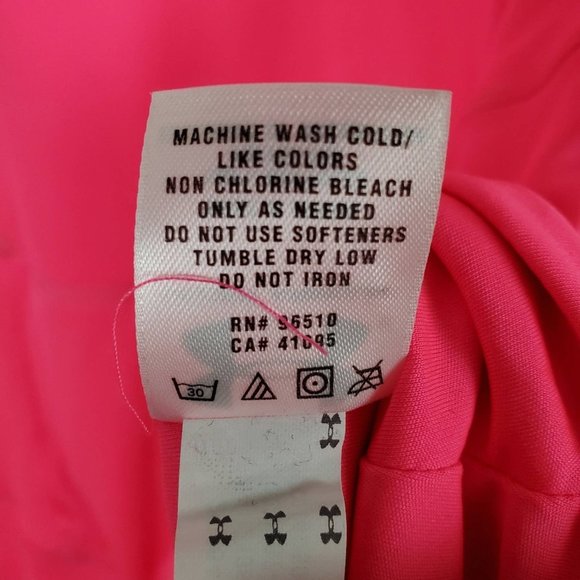 MACHINE WASH COLD/
LIKE COLORS
NON CHLORINE BLEACH
ONLY AS NEEDED
DO NOT USE SOFTENERS
TUMBLE DRY LOW
DO NOT IRON
RN# 96510
CA# 41095
30